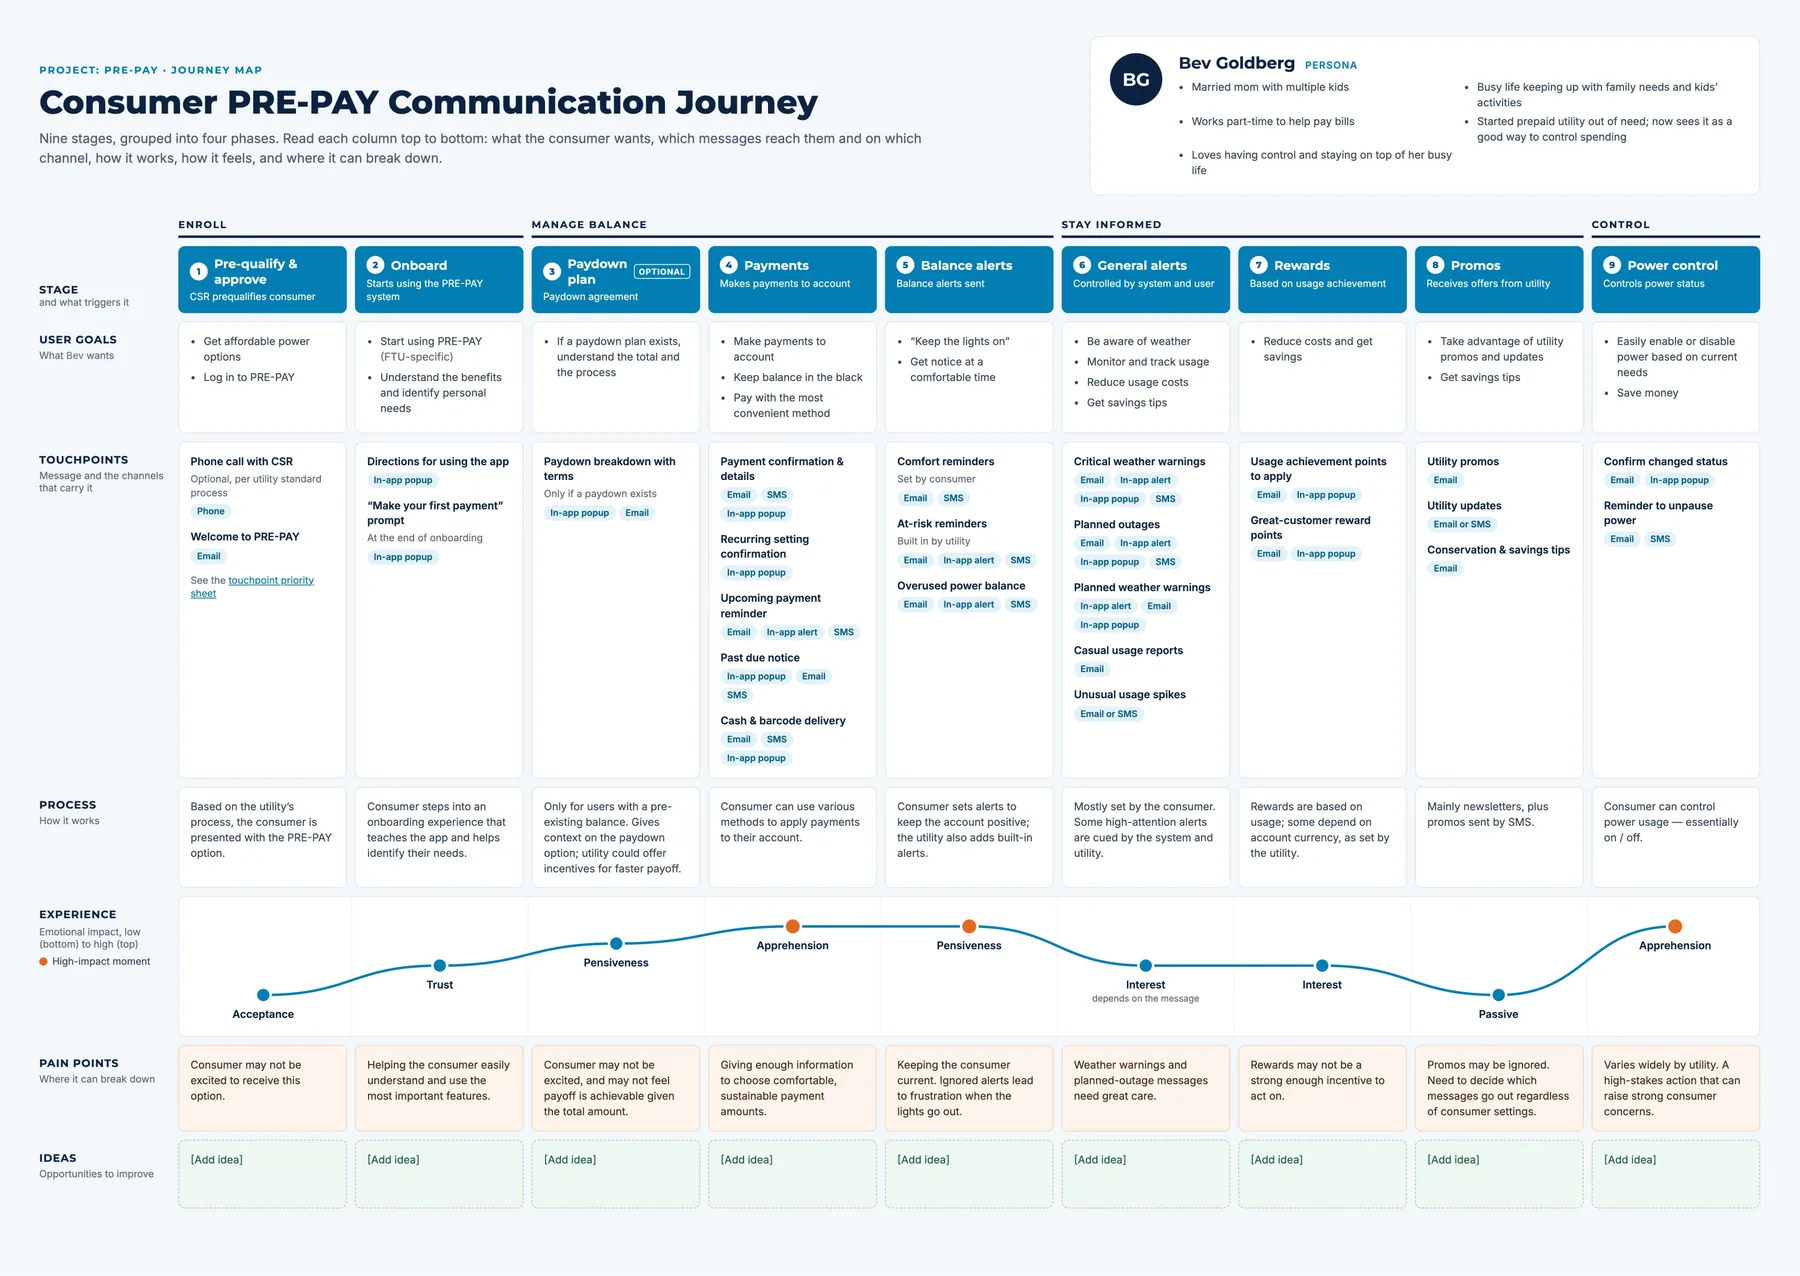 PROJECT: PRE-PAY · JOURNEY MAP
Consumer PRE-PAY Communication Journey
Nine stages, grouped into four phases. Read each column top to bottom: what the consumer wants, which messages reach them and on which
channel, how it works, how it feels, and where it can break down.
BG
Bev Goldberg PERSONA
• Married mom with multiple kids
• Works part-time to help pay bills
• Loves having control and staying on top of her busy
life
• Busy life keeping up with family needs and kids’
activities
• Started prepaid utility out of need; now sees it as a
good way to control spending
ENROLL
MANAGE BALANCE
STAY INFORMED
CONTROL
STAGE
and what triggers it
1 Pre-qualify &
approve
CSR prequalifies consumer
2 Onboard
Starts using the PRE-PAY
system
3 Paydown
plan
OPTIONAL
Paydown agreement
4 Payments
Makes payments to account
5 Balance alerts
Balance alerts sent
6 General alerts
Controlled by system and user
7 Rewards
Based on usage achievement
8 Promos
Receives offers from utility
9 Power control
Controls power status
USER GOALS
What Bev wants
• Get affordable power
options
• Log in to PRE-PAY
• Start using PRE-PAY
(FTU-specific)
• Understand the benefits
and identify personal
needs
• If a paydown plan exists,
understand the total and
the process
• Make payments to
account
• Keep balance in the black
• Pay with the most
convenient method
• “Keep the lights on”
• Get notice at a
comfortable time
• Be aware of weather
• Monitor and track usage
• Reduce usage costs
• Get savings tips
• Reduce costs and get
savings
• Take advantage of utility
promos and updates
• Get savings tips
• Easily enable or disable
power based on current
needs
• Save money
TOUCHPOINTS
Message and the channels
that carry it
Phone call with CSR
Optional, per utility standard
process
Phone
Welcome to PRE-PAY
Email
See the touchpoint priority
sheet
Directions for using the app
In-app popup
“Make your first payment”
prompt
At the end of onboarding
In-app popup
Paydown breakdown with
terms
Only if a paydown exists
In-app popup Email
Payment confirmation &
details
Email SMS
In-app popup
Recurring setting
confirmation
In-app popup
Upcoming payment
reminder
Email In-app alert SMS
Past due notice
In-app popup Email
SMS
Cash & barcode delivery
Email SMS
In-app popup
Comfort reminders
Set by consumer
Email SMS
At-risk reminders
Built in by utility
Email In-app alert SMS
Overused power balance
Email In-app alert SMS
Critical weather warnings
Email In-app alert
In-app popup SMS
Planned outages
Email In-app alert
In-app popup SMS
Planned weather warnings
In-app alert Email
In-app popup
Casual usage reports
Email
Unusual usage spikes
Email or SMS
Usage achievement points
to apply
Email In-app popup
Great-customer reward
points
Email In-app popup
Utility promos
Email
Utility updates
Email or SMS
Conservation & savings tips
Email
Confirm changed status
Email In-app popup
Reminder to unpause
power
Email SMS
PROCESS
How it works
Based on the utility’s
process, the consumer is
presented with the PRE-PAY
option.
Consumer steps into an
onboarding experience that
teaches the app and helps
identify their needs.
Only for users with a pre-
existing balance. Gives
context on the paydown
option; utility could offer
incentives for faster payoff.
Consumer can use various
methods to apply payments
to their account.
Consumer sets alerts to
keep the account positive;
the utility also adds built-in
alerts.
Mostly set by the consumer.
Some high-attention alerts
are cued by the system and
utility.
Rewards are based on
usage; some depend on
account currency, as set by
the utility.
Mainly newsletters, plus
promos sent by SMS.
Consumer can control
power usage — essentially
on / off.
EXPERIENCE
Emotional impact, low
(bottom) to high (top)
High-impact moment
Acceptance
Trust
Pensiveness
Apprehension
Pensiveness
Interest
depends on the message
Interest
Passive
Apprehension
PAIN POINTS
Where it can break down
Consumer may not be
excited to receive this
option.
Helping the consumer easily
understand and use the
most important features.
Consumer may not be
excited, and may not feel
payoff is achievable given
the total amount.
Giving enough information
to choose comfortable,
sustainable payment
amounts.
Keeping the consumer
current. Ignored alerts lead
to frustration when the
lights go out.
Weather warnings and
planned-outage messages
need great care.
Rewards may not be a
strong enough incentive to
act on.
Promos may be ignored.
Need to decide which
messages go out regardless
of consumer settings.
Varies widely by utility. A
high-stakes action that can
raise strong consumer
concerns.
IDEAS
Opportunities to improve
[Add idea]
[Add idea]
[Add idea]
[Add idea]
[Add idea]
[Add idea]
[Add idea]
[Add idea]
[Add idea]